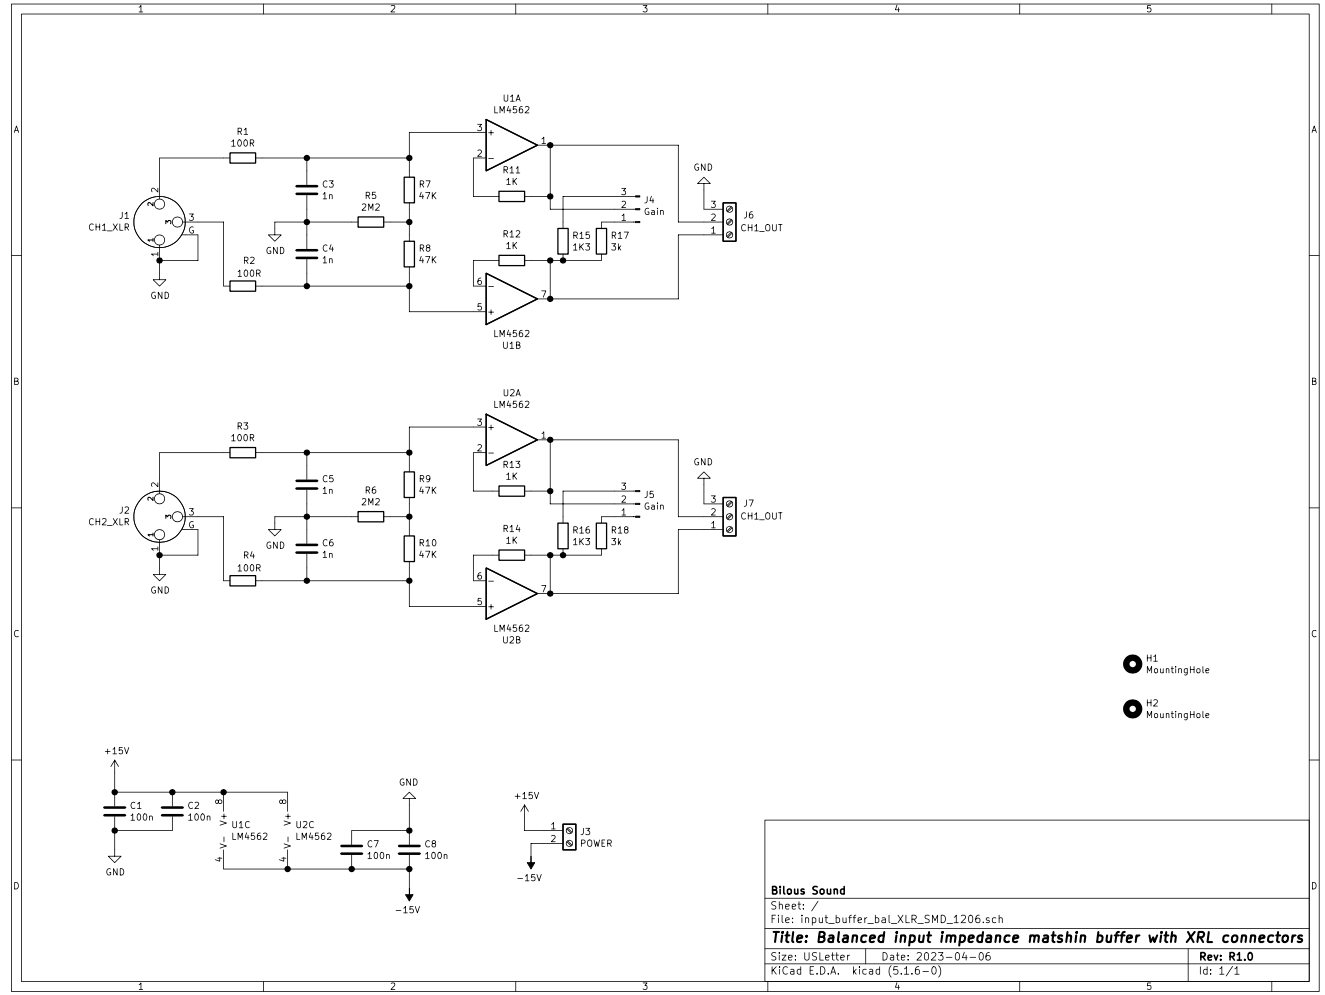 1 2 3 4 5
A A
B B
C C
D D
U1A
LM4562
R1
100R
3
2
1
R11
1K
C3
1n
R5
2M2
R7
47K
GND
3
2
1
J4
Gain
3
2
1
J6
CH1_OUT
J1
CH1_XLR
2
2
3
3
G
1
1
GND
GND
R12
1K
R15
1K3
R17
3k
C4
1n
R8
47K
R2
100R
6
5
7
LM4562
U1B
U2A
LM4562
R3
100R
3
2
1
R13
1K
C5
1n
R6
2M2
R9
47K
GND
3
2
1
J5
Gain
3
2
1
J7
CH1_OUT
J2
CH2_XLR
2
2
3
3
G
1
1
GND
GND
R14
1K
R16
1K3
R18
3k
C6
1n
R10
47K
R4
100R
6
5
7
LM4562
U2B
H1
MountingHole
H2
MountingHole
+15V
C1
100n
C2
100n
GND
8
V+
U1C
LM4562
V-
4
8
V+
U2C
LM4562
V-
4
GND
C7
100n
C8
100n
-15V
+15V
1
2
J3
POWER
-15V
Bilous Sound
Sheet: /
File: input_buffer_bal_XLR_SMD_1206.sch
Title: Balanced input impedance matshin buffer with XRL connectors
Size: USLetter Date: 2023-04-06 Rev: R1.0
KiCad E.D.A. kicad (5.1.6-0) Id: 1/1
1 2 3 4 5